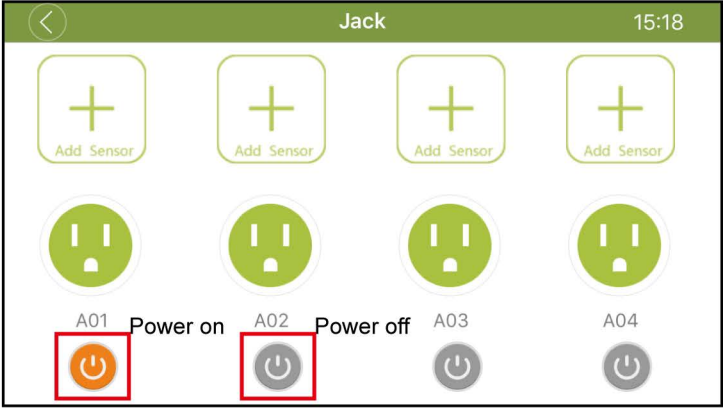 Jack 15:18
Add Sensor Add Sensor Add Sensor Add Sensor
A01 Power on A02 Power off A03 A04